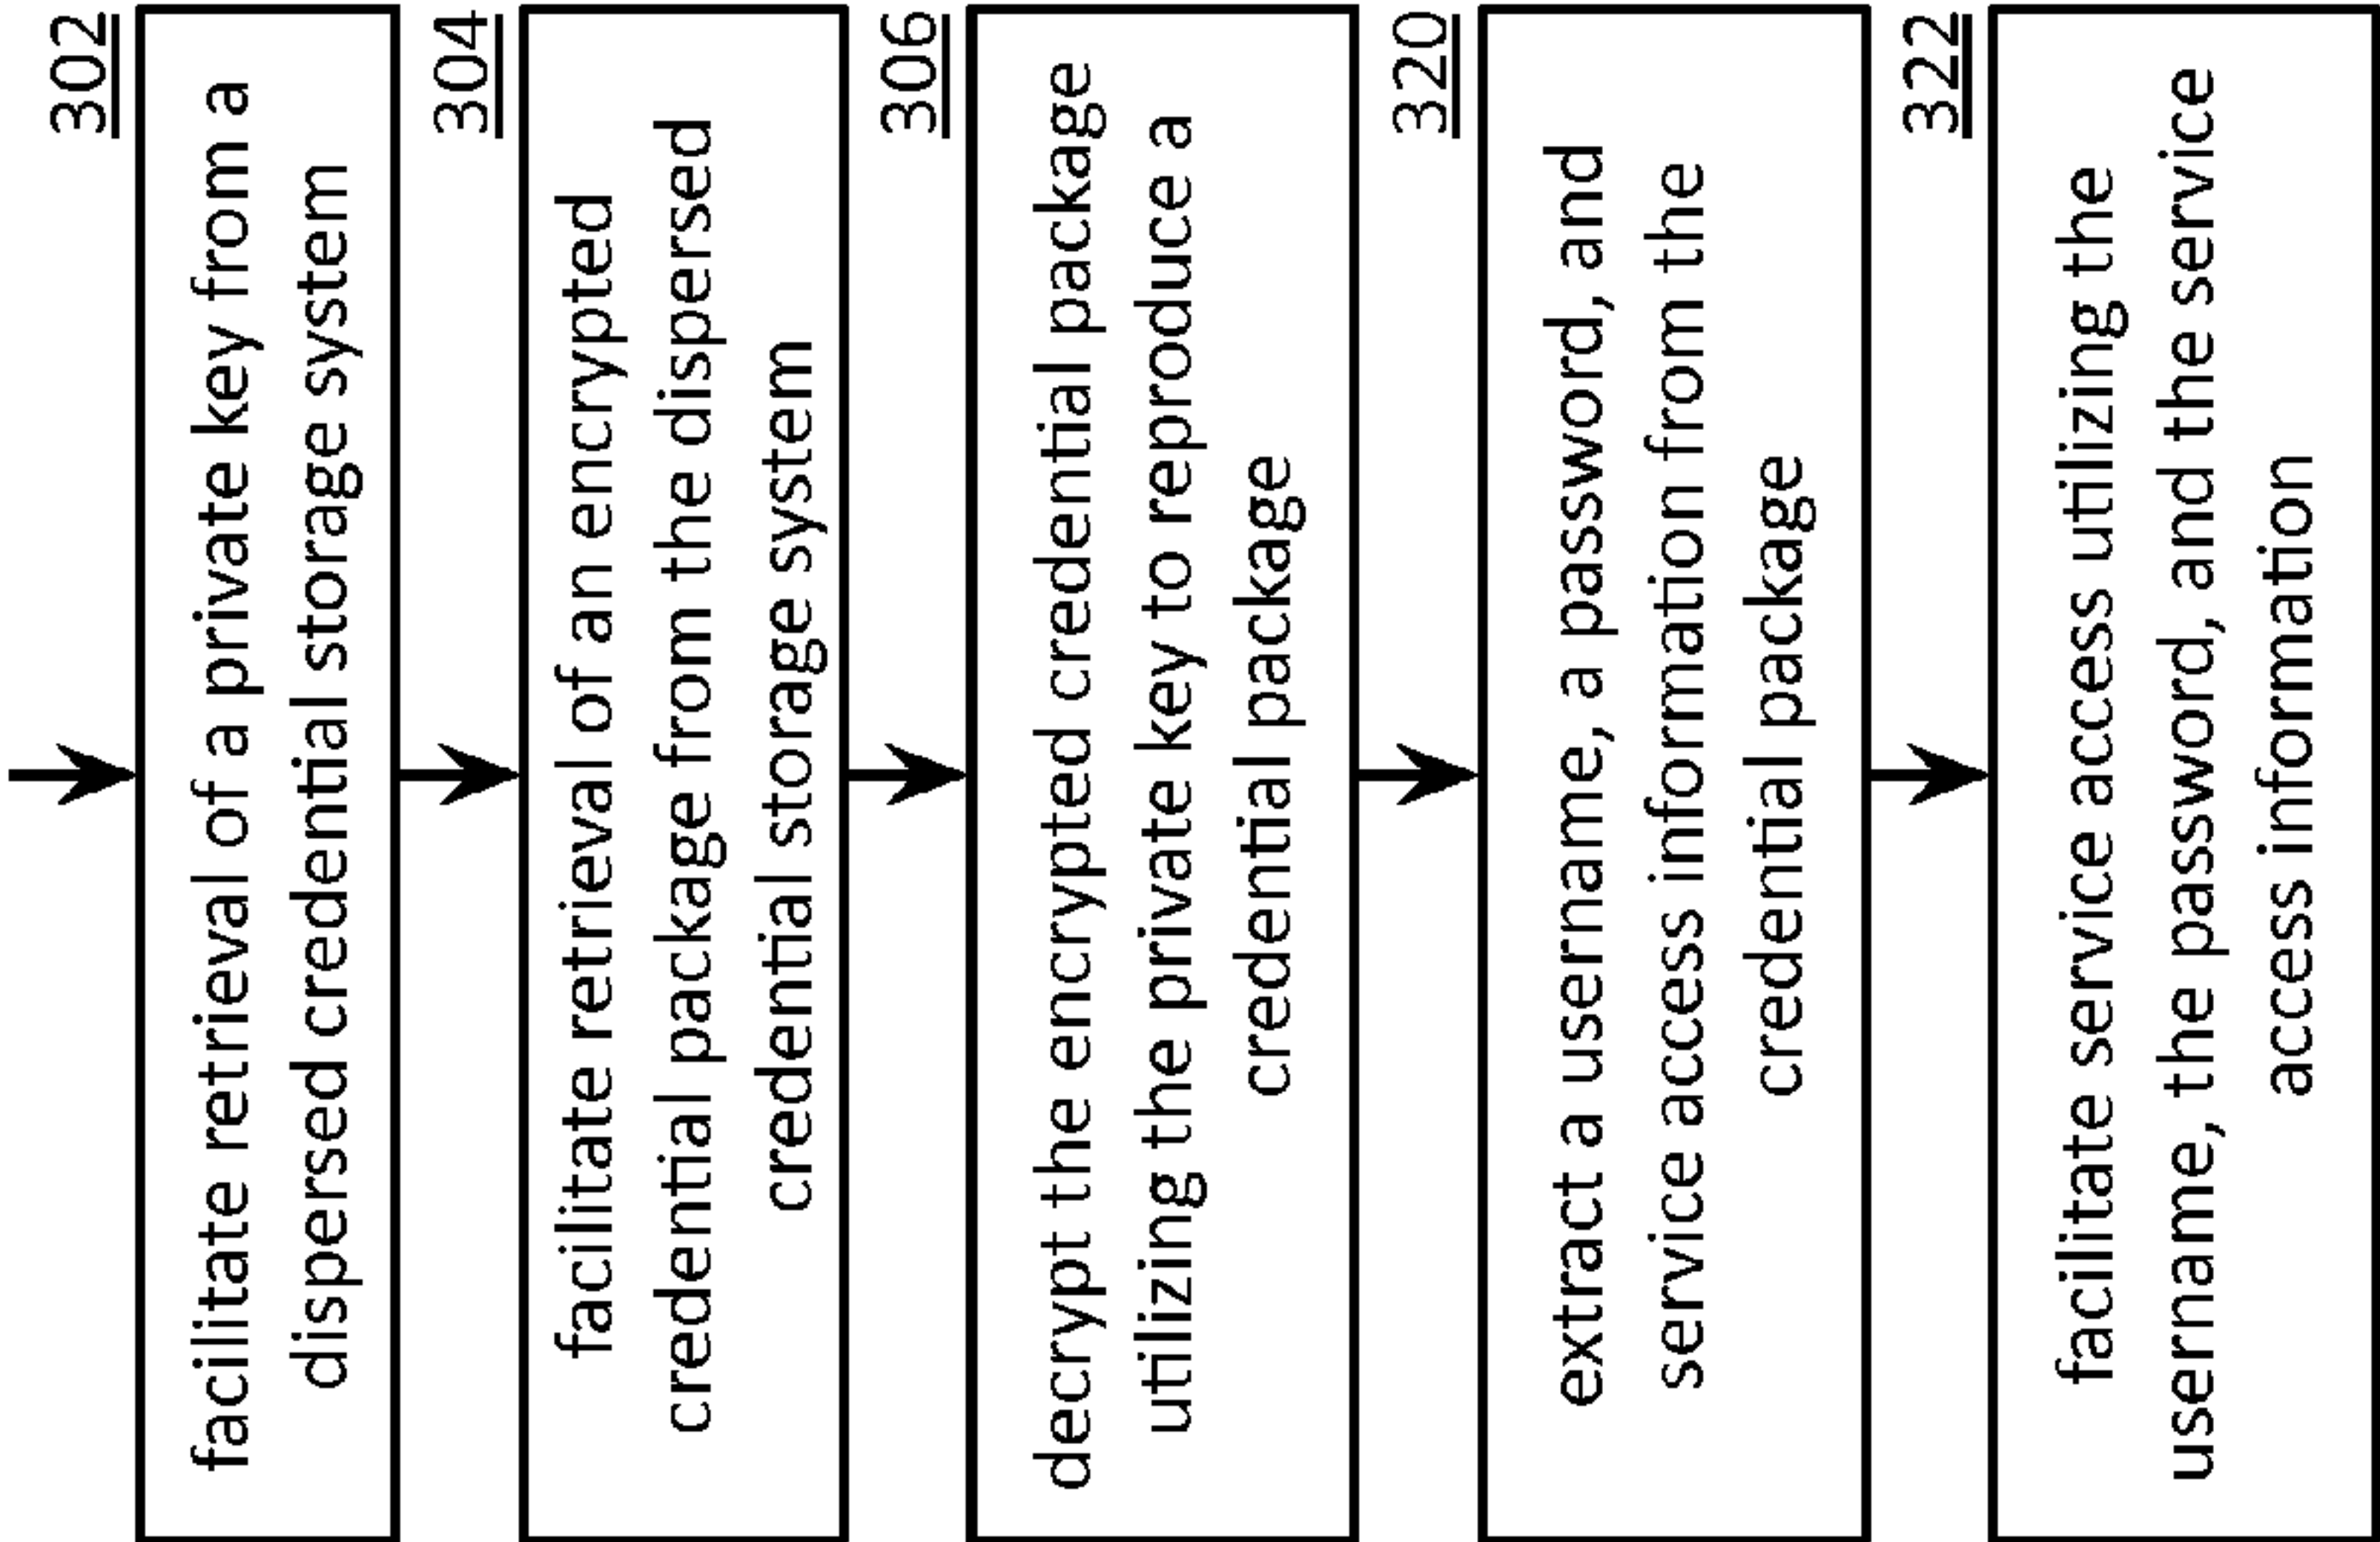 302
facilitate retrieval of a private key from a
dispersed credential storage system
304
facilitate retrieval of an encrypted
credential package from the dispersed
credential storage system
306
decrypt the encrypted credential package
utilizing the private key to reproduce a
credential package
320
extract a username, a password, and
service access information from the
credential package
322
facilitate service access utilizing the
username, the password, and the service
access information